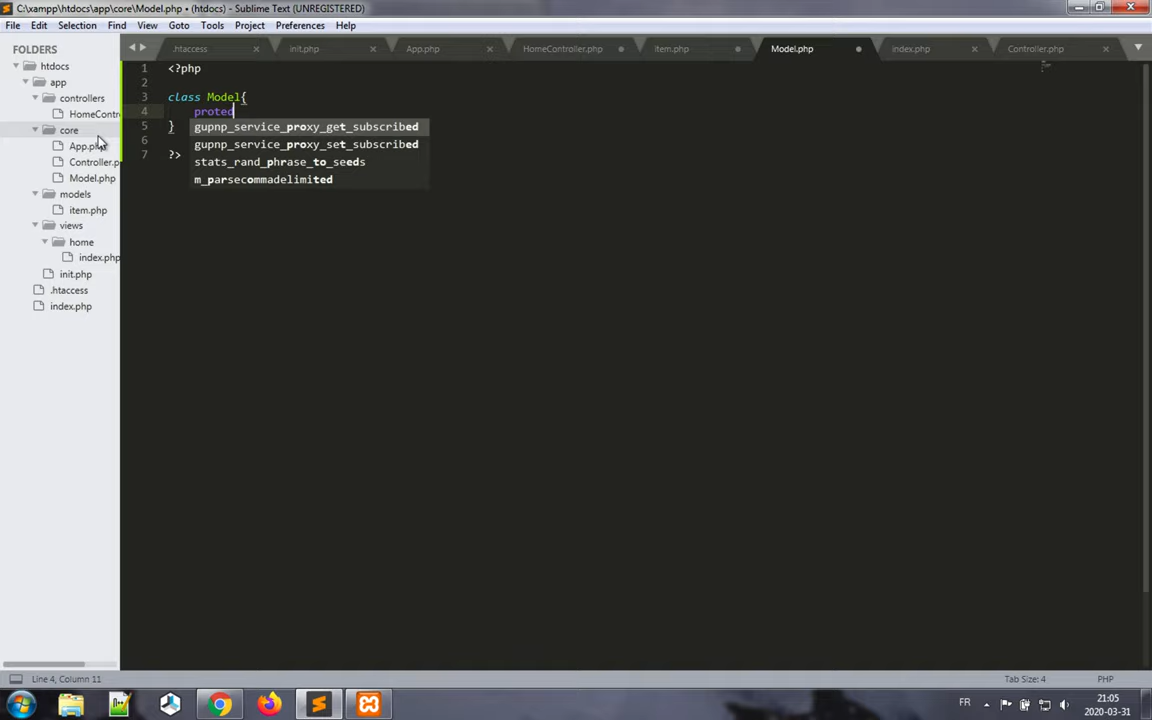 C:\xampp\htdocs\app\core\Model.php • (htdocs) - Sublime Text (UNREGISTERED)
File Edit Selection Find View Goto Tools Project Preferences Help
FOLDERS
htdocs
app
controllers
HomeContro
core
App.php
Controller.p
Model.php
models
item.php
views
home
index.php
init.php
.htaccess
index.php
.htaccess init.php App.php HomeController.php item.php Model.php index.php Controller.php
1 <?php
2
3 class Model{
4 proted
5 }
6
7 ?>
gupnp_service_proxy_get_subscribed
gupnp_service_proxy_set_subscribed
stats_rand_phrase_to_seeds
m_parsecommadelimited
Line 4, Column 11 Tab Size: 4 PHP
FR 21:05
2020-03-31